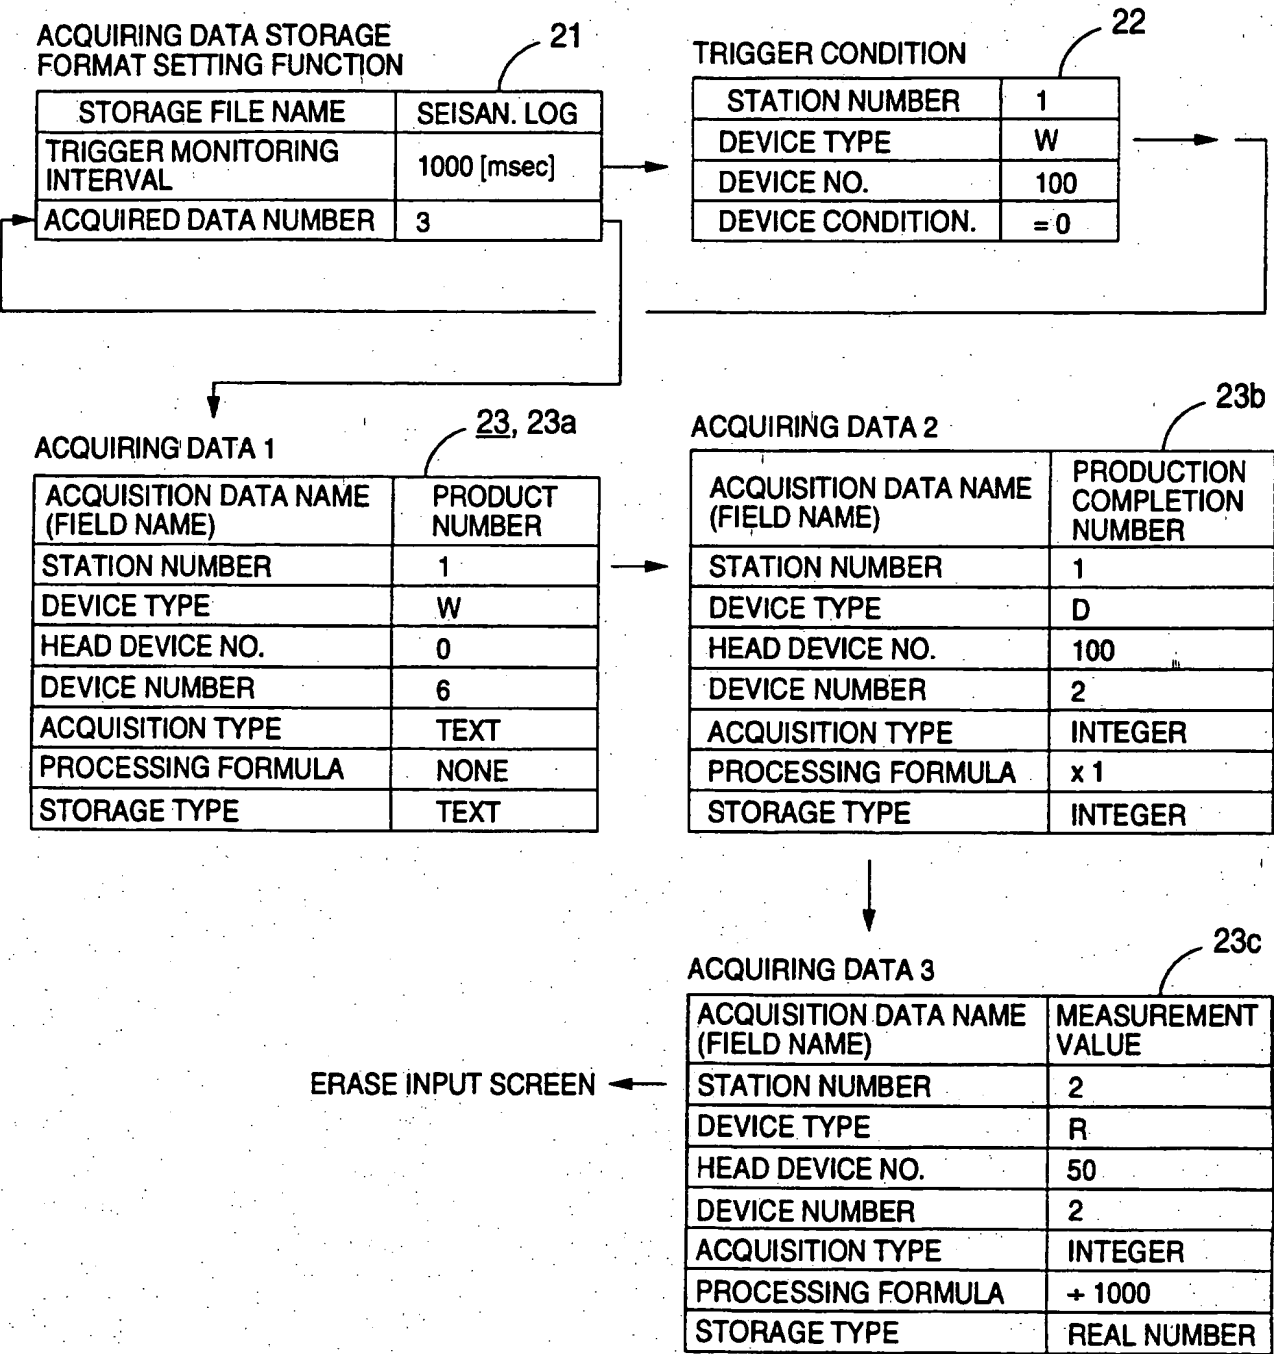 ACQUIRING DATA STORAGE
FORMAT SETTING FUNCTION
21
STORAGE FILE NAME SEISAN. LOG
TRIGGER MONITORING
INTERVAL 1000 [msec]
ACQUIRED DATA NUMBER 3
22
TRIGGER CONDITION
STATION NUMBER 1
DEVICE TYPE W
DEVICE NO. 100
DEVICE CONDITION. = 0
23, 23a
ACQUIRING DATA 1
ACQUISITION DATA NAME
(FIELD NAME)
PRODUCT
NUMBER
STATION NUMBER 1
DEVICE TYPE W
HEAD DEVICE NO. 0
DEVICE NUMBER 6
ACQUISITION TYPE TEXT
PROCESSING FORMULA NONE
STORAGE TYPE TEXT
23b
ACQUIRING DATA 2
ACQUISITION DATA NAME
(FIELD NAME)
PRODUCTION
COMPLETION
NUMBER
STATION NUMBER 1
DEVICE TYPE D
HEAD DEVICE NO. 100
DEVICE NUMBER 2
ACQUISITION TYPE INTEGER
PROCESSING FORMULA x 1
STORAGE TYPE INTEGER
23c
ACQUIRING DATA 3
ACQUISITION DATA NAME
(FIELD NAME)
MEASUREMENT
VALUE
STATION NUMBER 2
DEVICE TYPE R
HEAD DEVICE NO. 50
DEVICE NUMBER 2
ACQUISITION TYPE INTEGER
PROCESSING FORMULA ÷ 1000
STORAGE TYPE REAL NUMBER
ERASE INPUT SCREEN